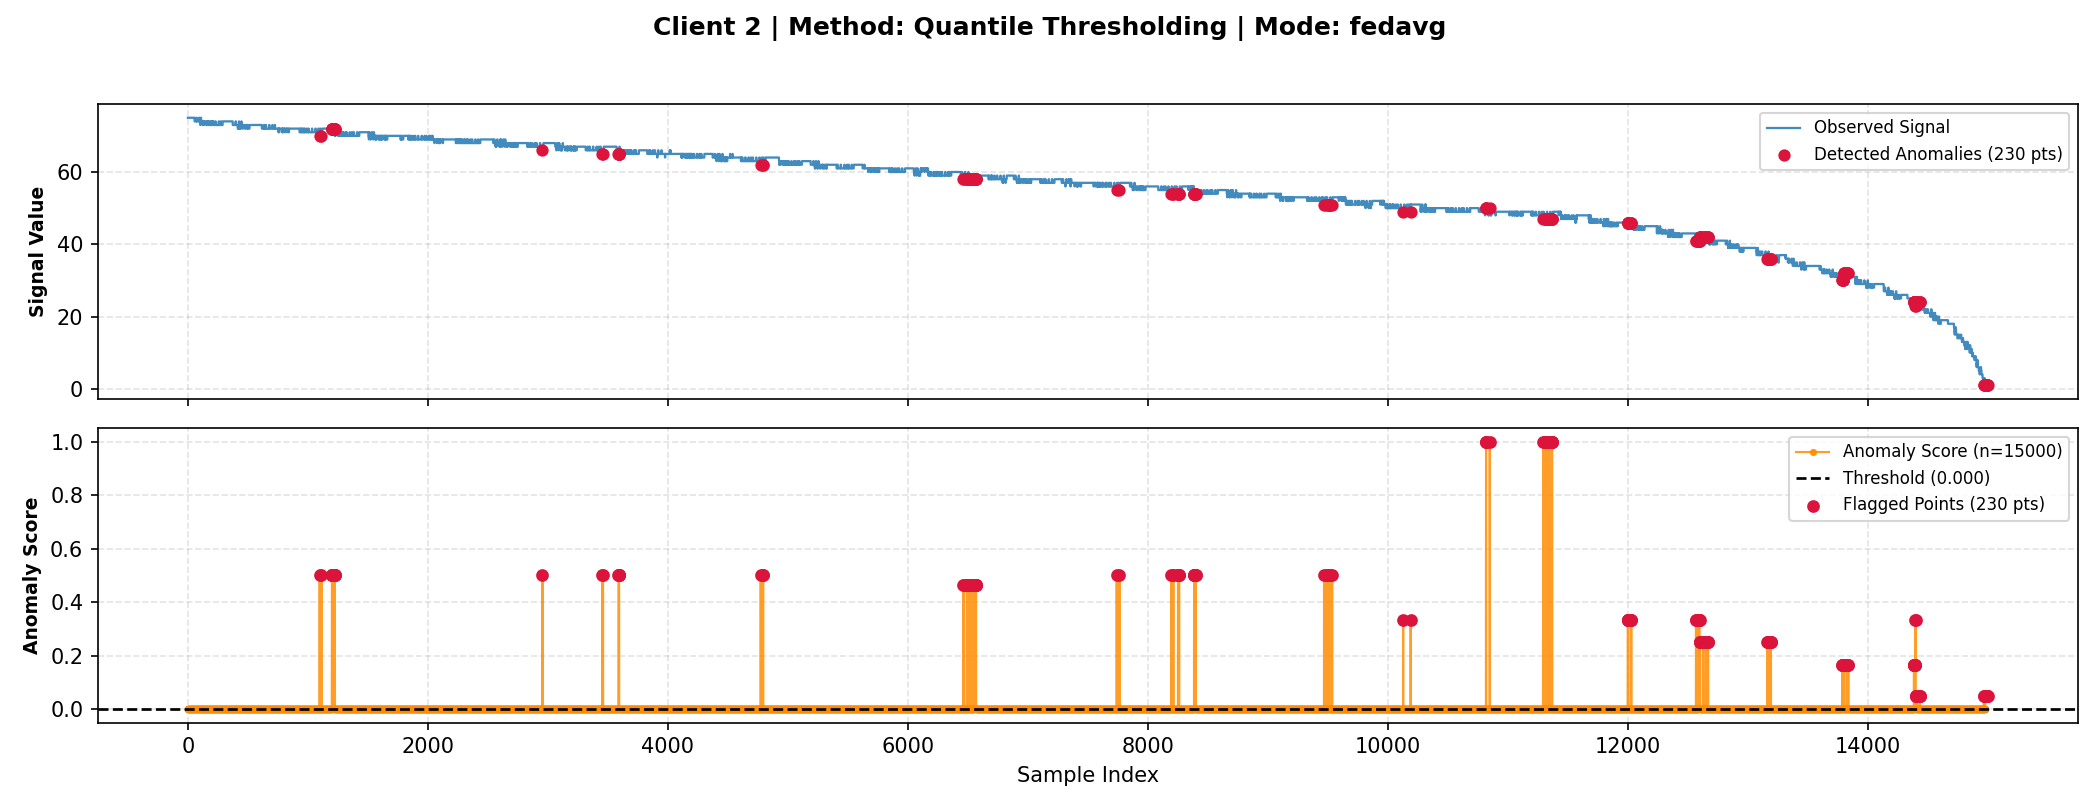 Client 2 | Method: Quantile Thresholding | Mode: fedavg
Signal Value
60
40
20
0
Observed Signal
Detected Anomalies (230 pts)
Anomaly Score
1.0
0.8
0.6
0.4
0.2
0.0
Anomaly Score (n=15000)
Threshold (0.000)
Flagged Points (230 pts)
0 2000 4000 6000 8000 10000 12000 14000
Sample Index